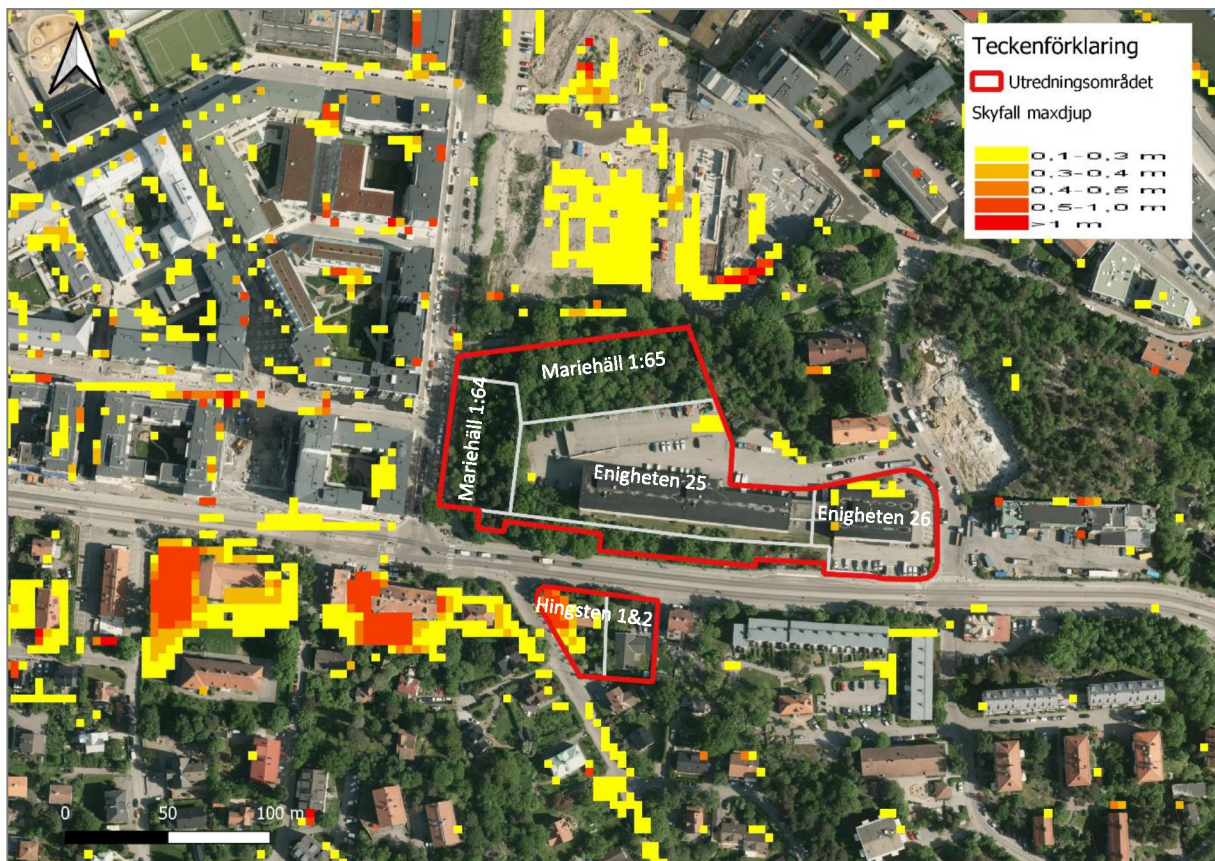 Teckenförklaring
Utredningsområdet
Skyfall maxdjup
0.1-0.3 m
0.3-0.4 m
0.4-0.5 m
0.5-1.0 m
>1 m
Mariehäll 1:65
Mariehäll 1:64
Enigheten 25
Enigheten 26
Hingsten 1&2
0 50 100 m